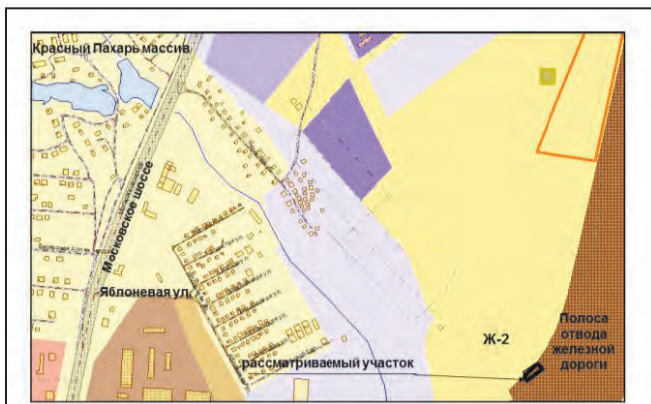 Красный Пахарь массив
Московское шоссе
Яблоневая ул.
Ж-2
Полоса
отвода
железной
дороги
рассматриваемый участок